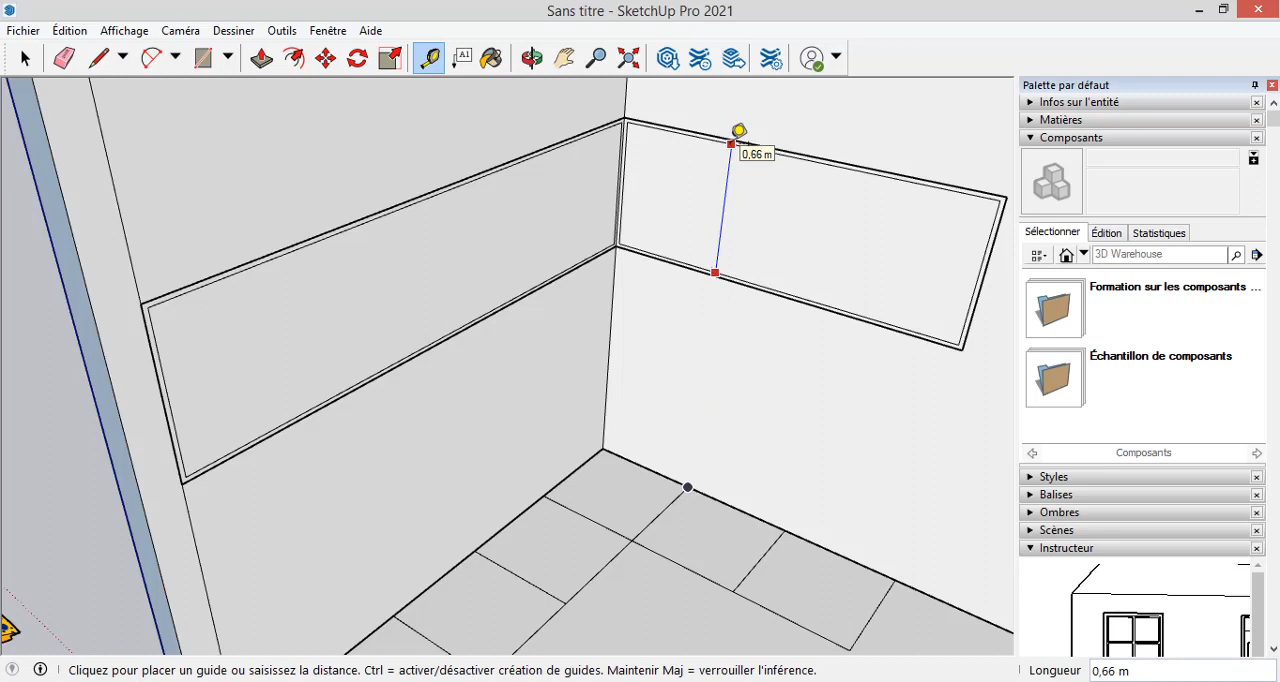 Sans titre - SketchUp Pro 2021
Fichier Édition Affichage Caméra Dessiner Outils Fenêtre Aide
A1
Palette par défaut
Infos sur l'entité
Matières
Composants
0,66 m
Sélectionner Édition Statistiques
3D Warehouse
Formation sur les composants ...
Échantillon de composants
Composants
Styles
Balises
Ombres
Scènes
Instructeur
Cliquez pour placer un guide ou saisissez la distance. Ctrl = activer/désactiver création de guides. Maintenir Maj = verrouiller l'inférence.
Longueur 0,66 m